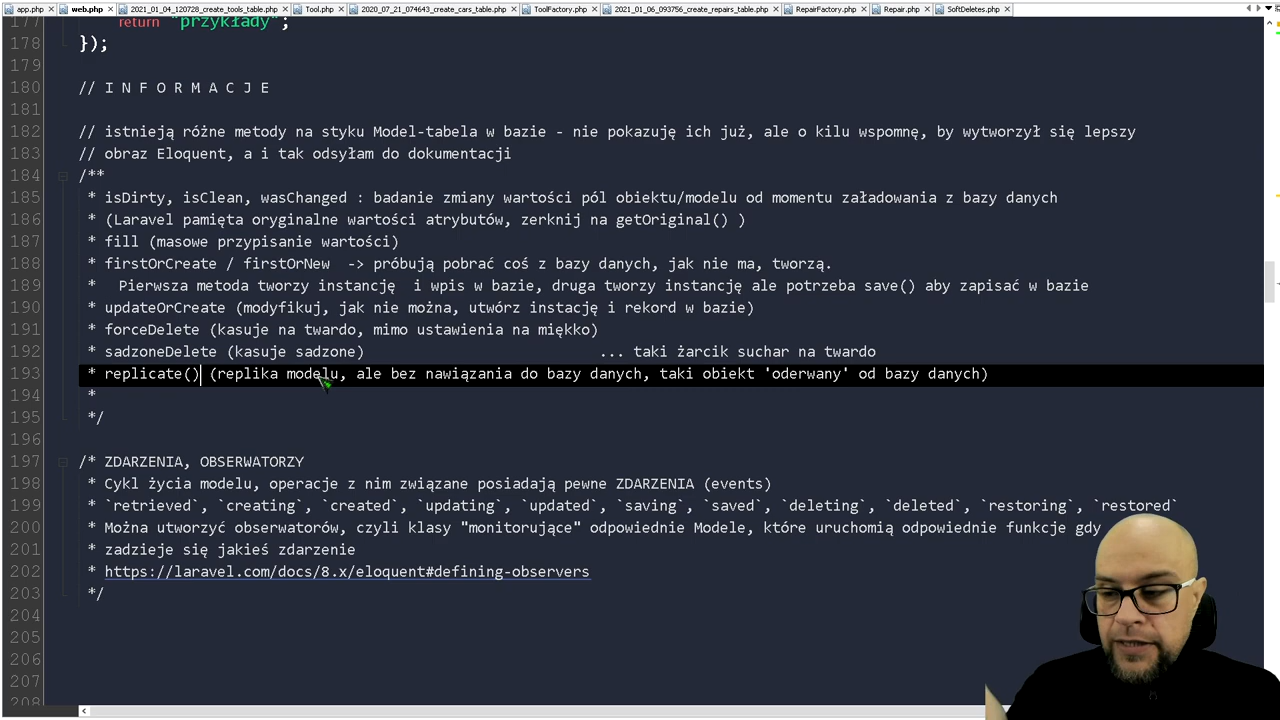 app.php web.php 2021_01_04_120728_create_tools_table.php Tool.php 2020_07_21_074643_create_cars_table.php ToolFactory.php 2021_01_06_093756_create_repairs_table.php RepairFactory.php Repair.php SoftDeletes.php
177 return "przykłady";
178 });
179
180 // I N F O R M A C J E
181
182 // istnieją różne metody na styku Model-tabela w bazie - nie pokazuję ich już, ale o kilu wspomnę, by wytworzył się lepszy
183 // obraz Eloquent, a i tak odsyłam do dokumentacji
184 /**
185 * isDirty, isClean, wasChanged : badanie zmiany wartości pól obiektu/modelu od momentu załadowania z bazy danych
186 * (Laravel pamięta oryginalne wartości atrybutów, zerknij na getOriginal() )
187 * fill (masowe przypisanie wartości)
188 * firstOrCreate / firstOrNew -> próbują pobrać coś z bazy danych, jak nie ma, tworzą.
189 * Pierwsza metoda tworzy instancję i wpis w bazie, druga tworzy instancję ale potrzeba save() aby zapisać w bazie
190 * updateOrCreate (modyfikuj, jak nie można, utwórz instację i rekord w bazie)
191 * forceDelete (kasuje na twardo, mimo ustawienia na miękko)
192 * sadzoneDelete (kasuje sadzone) ... taki żarcik suchar na twardo
193 * replicate() (replika modelu, ale bez nawiązania do bazy danych, taki obiekt 'oderwany' od bazy danych)
194 *
195 */
196
197 /* ZDARZENIA, OBSERWATORZY
198 * Cykl życia modelu, operacje z nim związane posiadają pewne ZDARZENIA (events)
199 * `retrieved`, `creating`, `created`, `updating`, `updated`, `saving`, `saved`, `deleting`, `deleted`, `restoring`, `restored`
200 * Można utworzyć obserwatorów, czyli klasy "monitorujące" odpowiednie Modele, które uruchomią odpowiednie funkcje gdy
201 * zadzieje się jakieś zdarzenie
202 * https://laravel.com/docs/8.x/eloquent#defining-observers
203 */
204
205
206
207
208